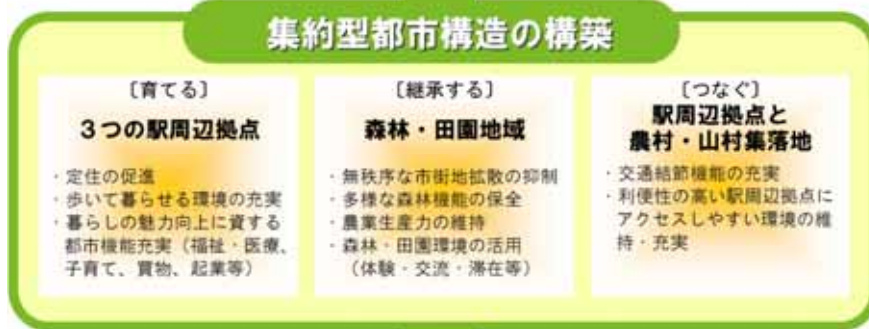 集約型都市構造の構築
〔育てる〕
３つの駅周辺拠点
・定住の促進
・歩いて暮らせる環境の充実
・暮らしの魅力向上に資する
都市機能充実（福祉・医療、
子育て、買物、起業等）
〔継承する〕
森林・田園地域
・無秩序な市街地拡散の抑制
・多様な森林機能の保全
・農業生産力の維持
・森林・田園環境の活用
（体験・交流・滞在等）
〔つなぐ〕
駅周辺拠点と
農村・山村集落地
・交通結節機能の充実
・利便性の高い駅周辺拠点に
アクセスしやすい環境の維
持・充実